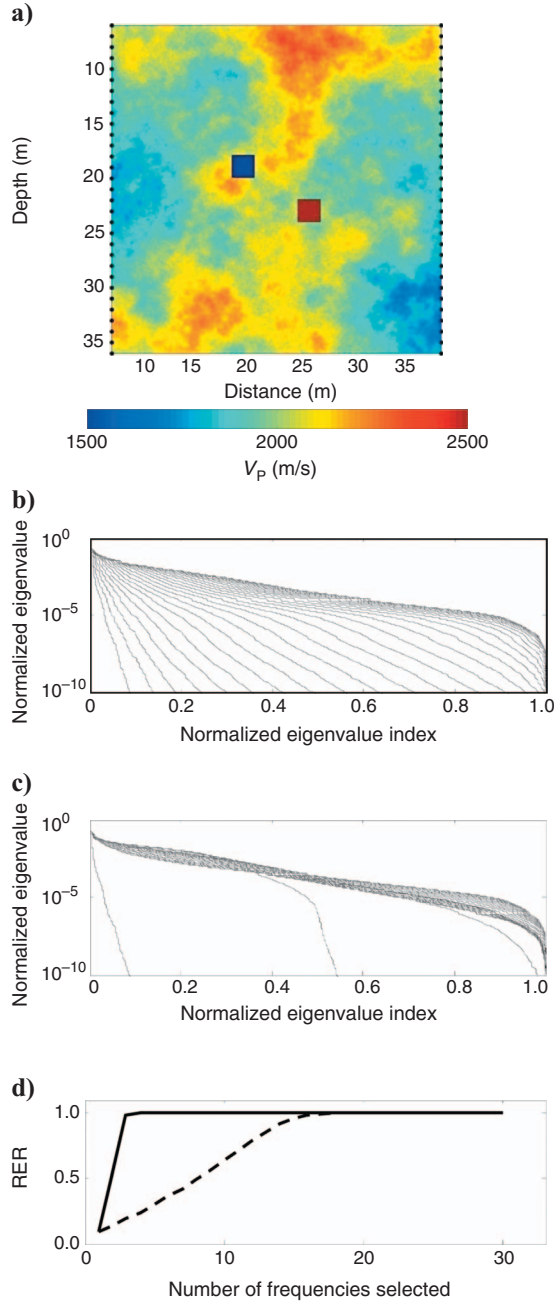 a)
Depth (m)
10
15
20
25
30
35
10 15 20 25 30 35
Distance (m)
1500 2000 2500
V_P (m/s)
b)
Normalized eigenvalue
10^0
10^-5
10^-10
0 0.2 0.4 0.6 0.8 1.0
Normalized eigenvalue index
c)
Normalized eigenvalue
10^0
10^-5
10^-10
0 0.2 0.4 0.6 0.8 1.0
Normalized eigenvalue index
d)
RER
1.0
0.5
0.0
0 10 20 30
Number of frequencies selected